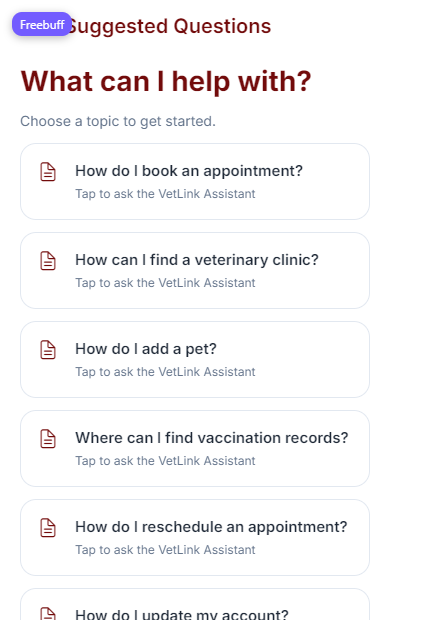 Freebuff
Suggested Questions
What can I help with?
Choose a topic to get started.
How do I book an appointment?
Tap to ask the VetLink Assistant
How can I find a veterinary clinic?
Tap to ask the VetLink Assistant
How do I add a pet?
Tap to ask the VetLink Assistant
Where can I find vaccination records?
Tap to ask the VetLink Assistant
How do I reschedule an appointment?
Tap to ask the VetLink Assistant
How do I update my account?